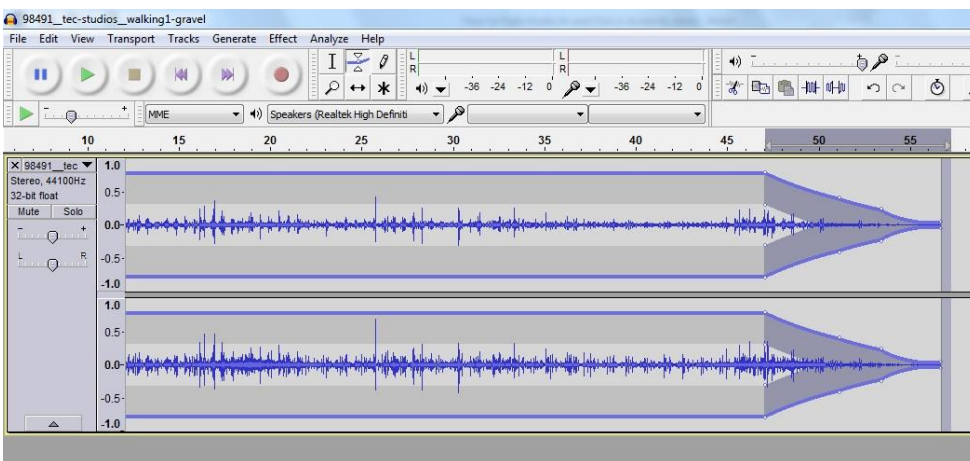 98491__tec-studios__walking1-gravel
File Edit View Transport Tracks Generate Effect Analyze Help
L
R
-36 -24 -12 0
L
R
-36 -24 -12 0
MME
Speakers (Realtek High Definiti
10 15 20 25 30 35 40 45 50 55
98491__tec
Stereo, 44100Hz
32-bit float
Mute Solo
- +
L R
1.0
0.5
0.0
-0.5
-1.0
1.0
0.5
0.0
-0.5
-1.0